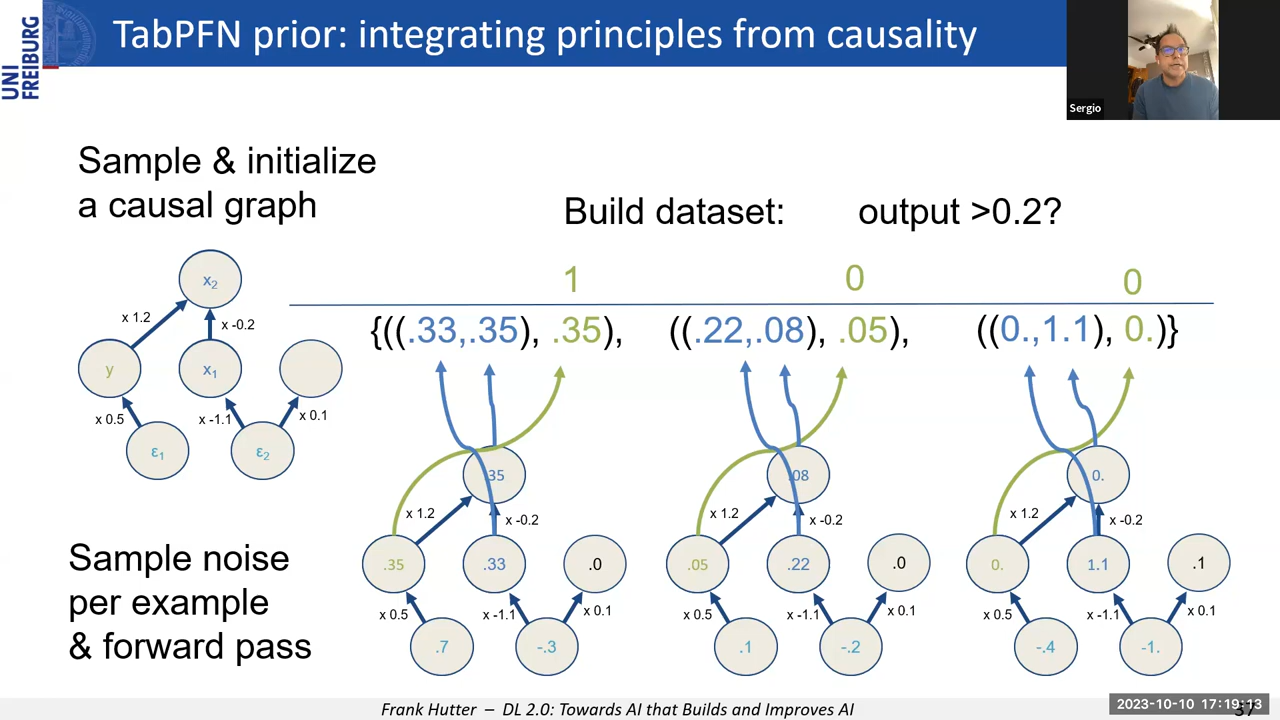 UNI
FREIBURG
TabPFN prior: integrating principles from causality
Sergio
Sample & initialize
a causal graph
Build dataset: output >0.2?
1 0 0
{((.33,.35), .35), ((.22,.08), .05), ((0.,1.1), 0.)}
x₂
x 1.2 x -0.2
y x₁
x 0.5 x -1.1 x 0.1
ε₁ ε₂
Sample noise
per example
& forward pass
.35
x 1.2 x -0.2
.35 .33 .0
x 0.5 x -1.1 x 0.1
.7 -.3
.08
x 1.2 x -0.2
.05 .22 .0
x 0.5 x -1.1 x 0.1
.1 -.2
0.
x 1.2 x -0.2
0. 1.1 .1
x 0.5 x -1.1 x 0.1
-.4 -1.
Frank Hutter – DL 2.0: Towards AI that Builds and Improves AI
2023-10-10 17:19:13
37